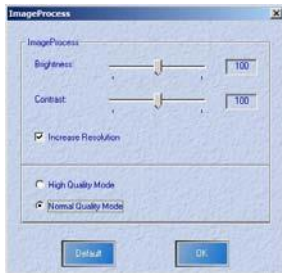 ImageProcess
ImageProcess
Brightness: 100
Contrast: 100
Increase Resolution
High Quality Mode
Normal Quality Mode
Default OK